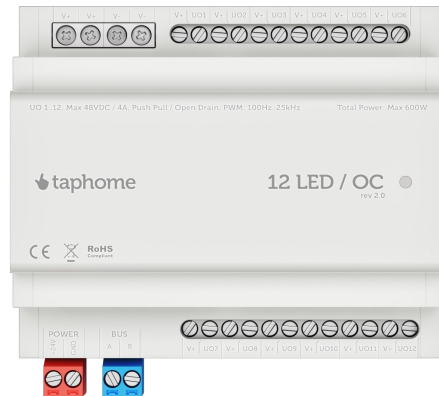 V+ V+ V- V- V+ UO1 V+ UO2 V+ UO3 V+ UO4 V+ UO5 V+ UO6
UO 1..12, Max 48VDC / 4A, Push Pull / Open Drain, PWM: 100Hz..25kHz Total Power: Max 600W
taphome 12 LED / OC
rev 2.0
CE RoHS
Compliant
POWER BUS
+24V GND A B V+ UO7 V+ UO8 V+ UO9 V+ UO10 V+ UO11 V+ UO12